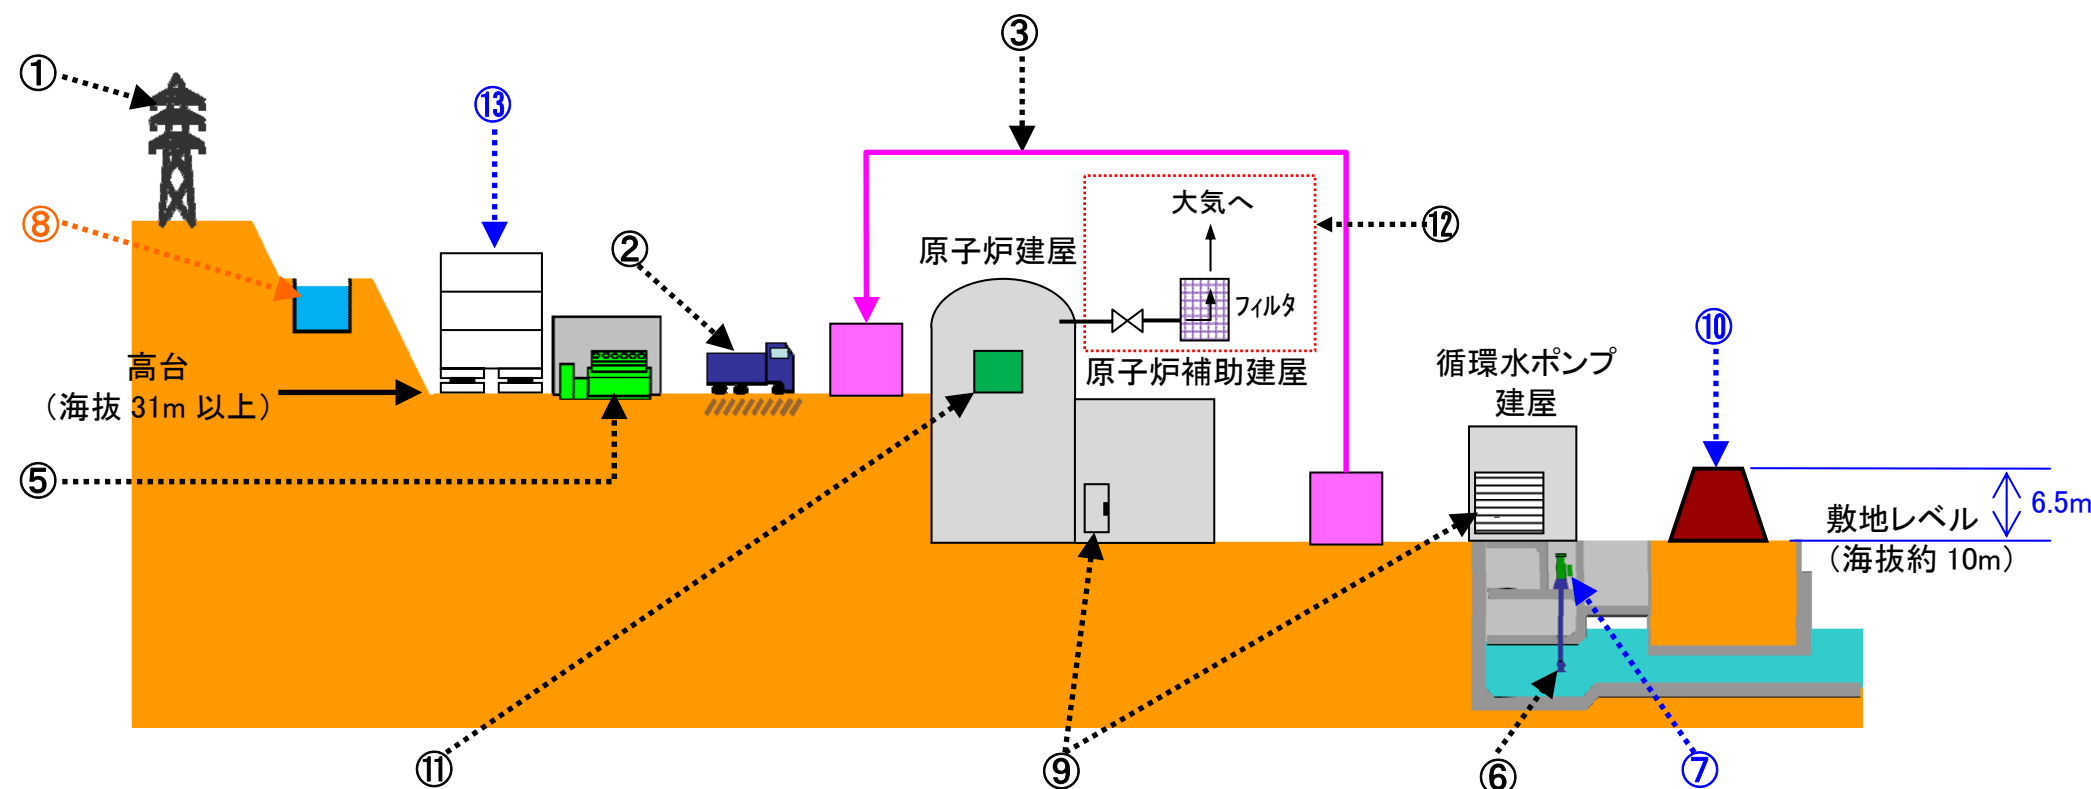 ③
①
⑬
⑧
②
大気へ
⑫
原子炉建屋
フィルタ
⑩
高台
（海抜 31m 以上）
原子炉補助建屋
循環水ポンプ
建屋
⑤
敷地レベル
（海抜約 10m）
6.5m
⑪
⑨
⑥
⑦